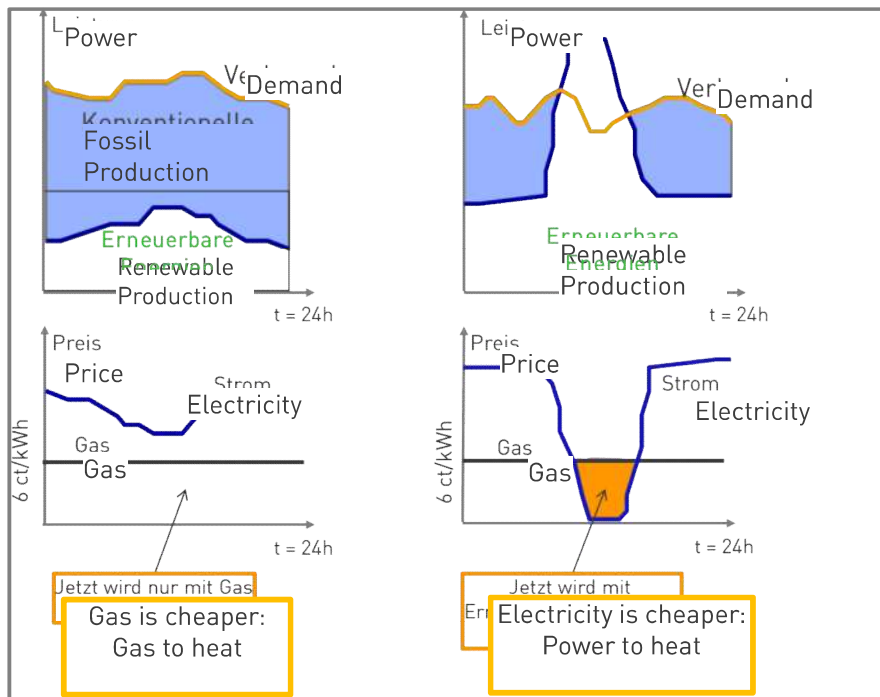 Power
Demand
Konventionelle
Fossil
Production
Erneuerbare
Renewable
Production
t = 24h
Power
Demand
Erneuerbare
Renewable
Energien
Production
t = 24h
Preis
Price
Strom
Electricity
Gas
Gas
6 ct/kWh
t = 24h
Jetzt wird nur mit Gas
Gas is cheaper:
Gas to heat
Preis
Price
Strom
Electricity
Gas
Gas
6 ct/kWh
t = 24h
Jetzt wird mit
Electricity is cheaper:
Power to heat